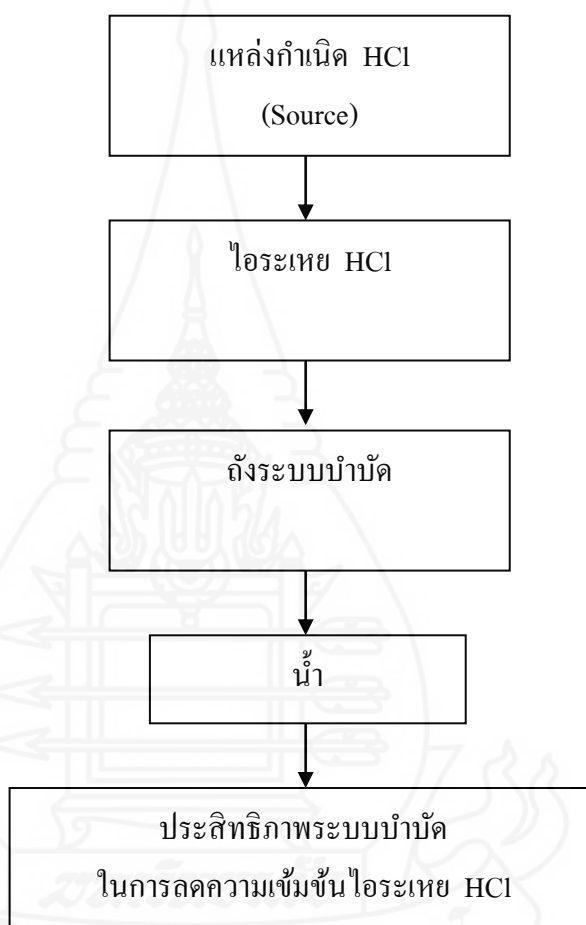 แหล่งกำเนิด HCl
(Source)
ไอระเหย HCl
ถังระบบบำบัด
น้ำ
ประสิทธิภาพระบบบำบัด
ในการลดความเข้มข้นไอระเหย HCl